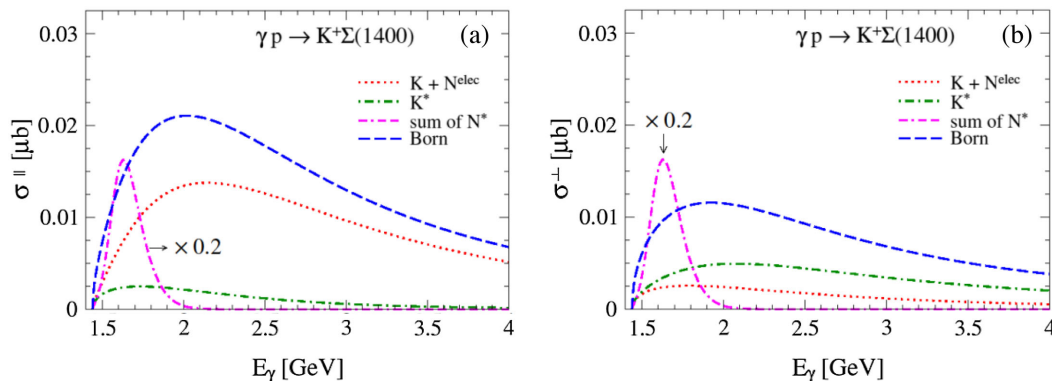 γ p → K⁺Σ(1400) (a)
K + Nᵉˡᵉᶜ
K*
sum of N*
Born
× 0.2
σ ∥ [μb]
0.03
0.02
0.01
0
1.5 2 2.5 3 3.5 4
Eγ [GeV]
γ p → K⁺Σ(1400) (b)
K + Nᵉˡᵉᶜ
K*
sum of N*
Born
× 0.2
σ⊥ [μb]
0.03
0.02
0.01
0
1.5 2 2.5 3 3.5 4
Eγ [GeV]